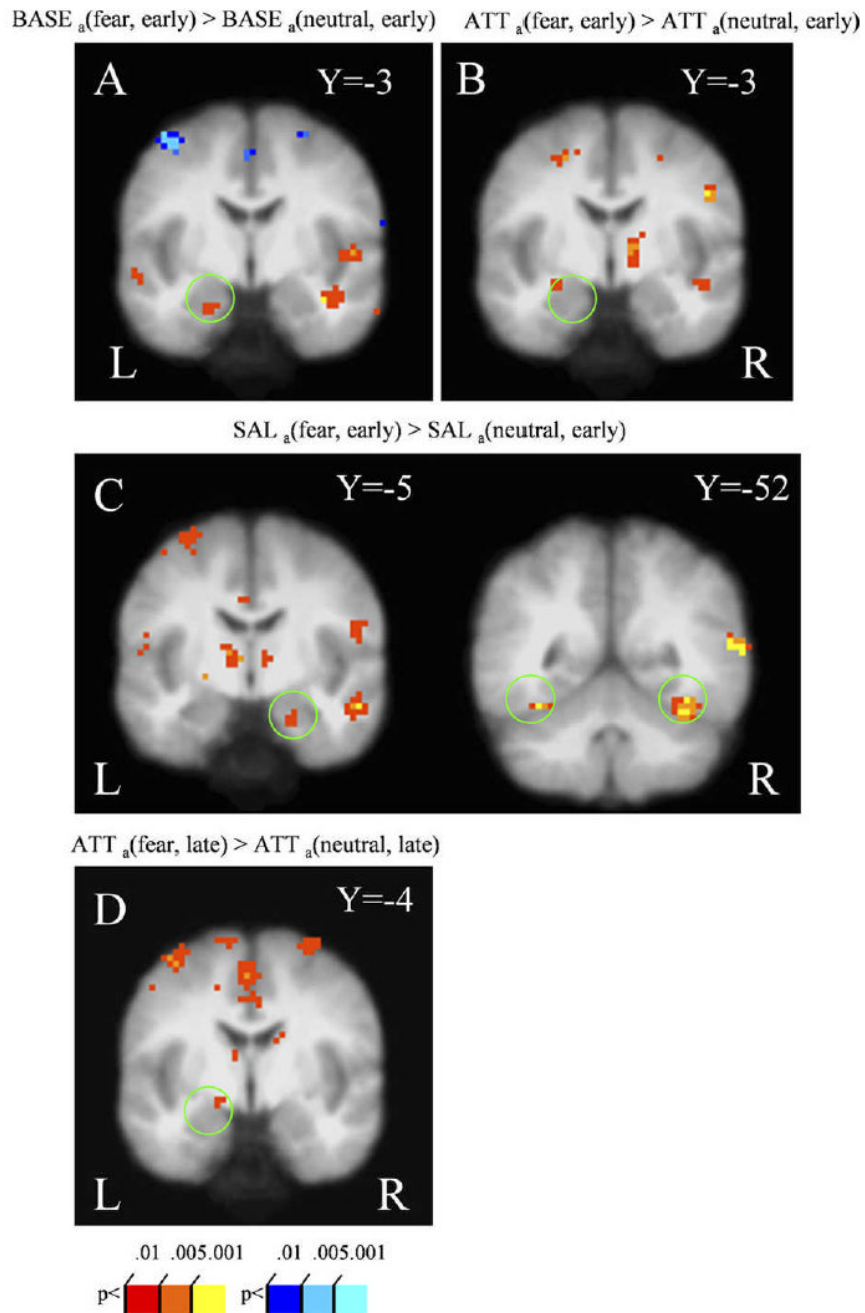 BASE a(fear, early) > BASE a(neutral, early) ATT a(fear, early) > ATT a(neutral, early)
A Y=-3 B Y=-3
L R
SAL a(fear, early) > SAL a(neutral, early)
C Y=-5 Y=-52
L R
ATT a(fear, late) > ATT a(neutral, late)
D Y=-4
L R
.01 .005.001 .01 .005.001
p< p<